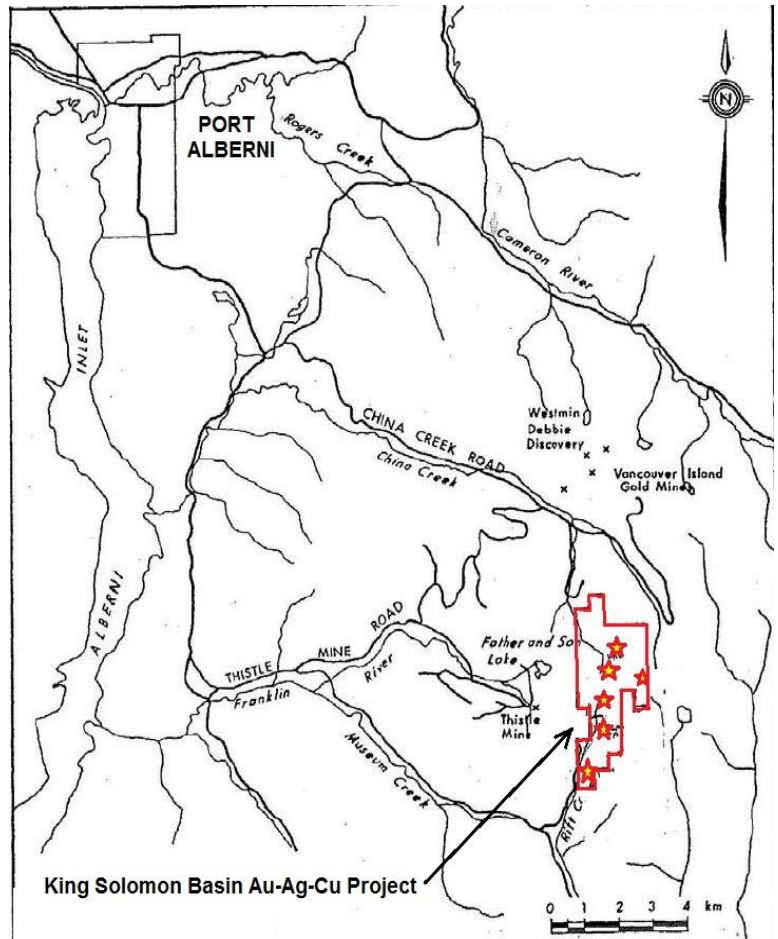 N
PORT
ALBERNI
Rogers Creek
Cameron River
INLET
ALBERNI
CHINA CREEK ROAD
China Creek
Westmin
Debbie
Discovery
Vancouver Island
Gold Mine
THISTLE MINE ROAD
Franklin River
Father and So
Lake
Thistle
Mine
Museum Creek
Rift Cr
King Solomon Basin Au-Ag-Cu Project
0 1 2 4 km